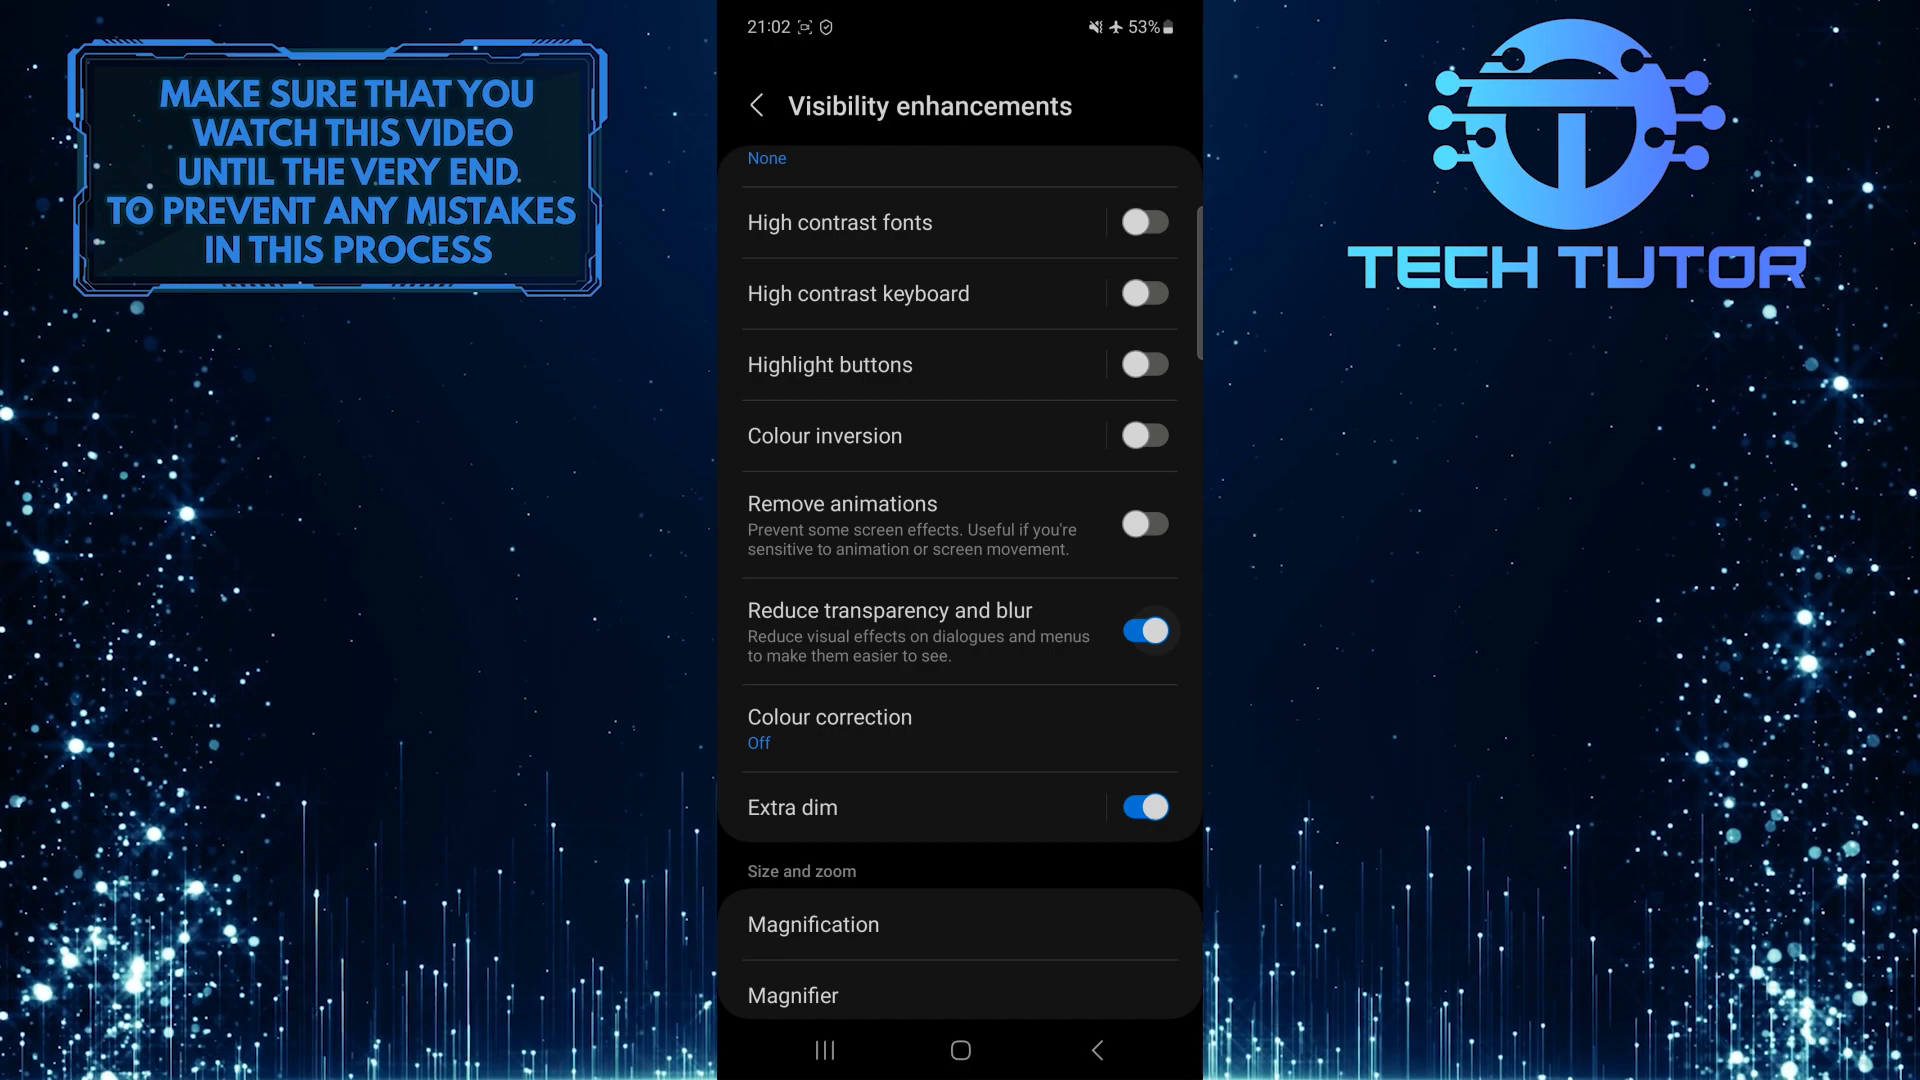 MAKE SURE THAT YOU
WATCH THIS VIDEO
UNTIL THE VERY END
TO PREVENT ANY MISTAKES
IN THIS PROCESS
21:02
53%
Visibility enhancements
None
High contrast fonts
High contrast keyboard
Highlight buttons
Colour inversion
Remove animations
Prevent some screen effects. Useful if you're
sensitive to animation or screen movement.
Reduce transparency and blur
Reduce visual effects on dialogues and menus
to make them easier to see.
Colour correction
Off
Extra dim
Size and zoom
Magnification
Magnifier
TECH TUTOR